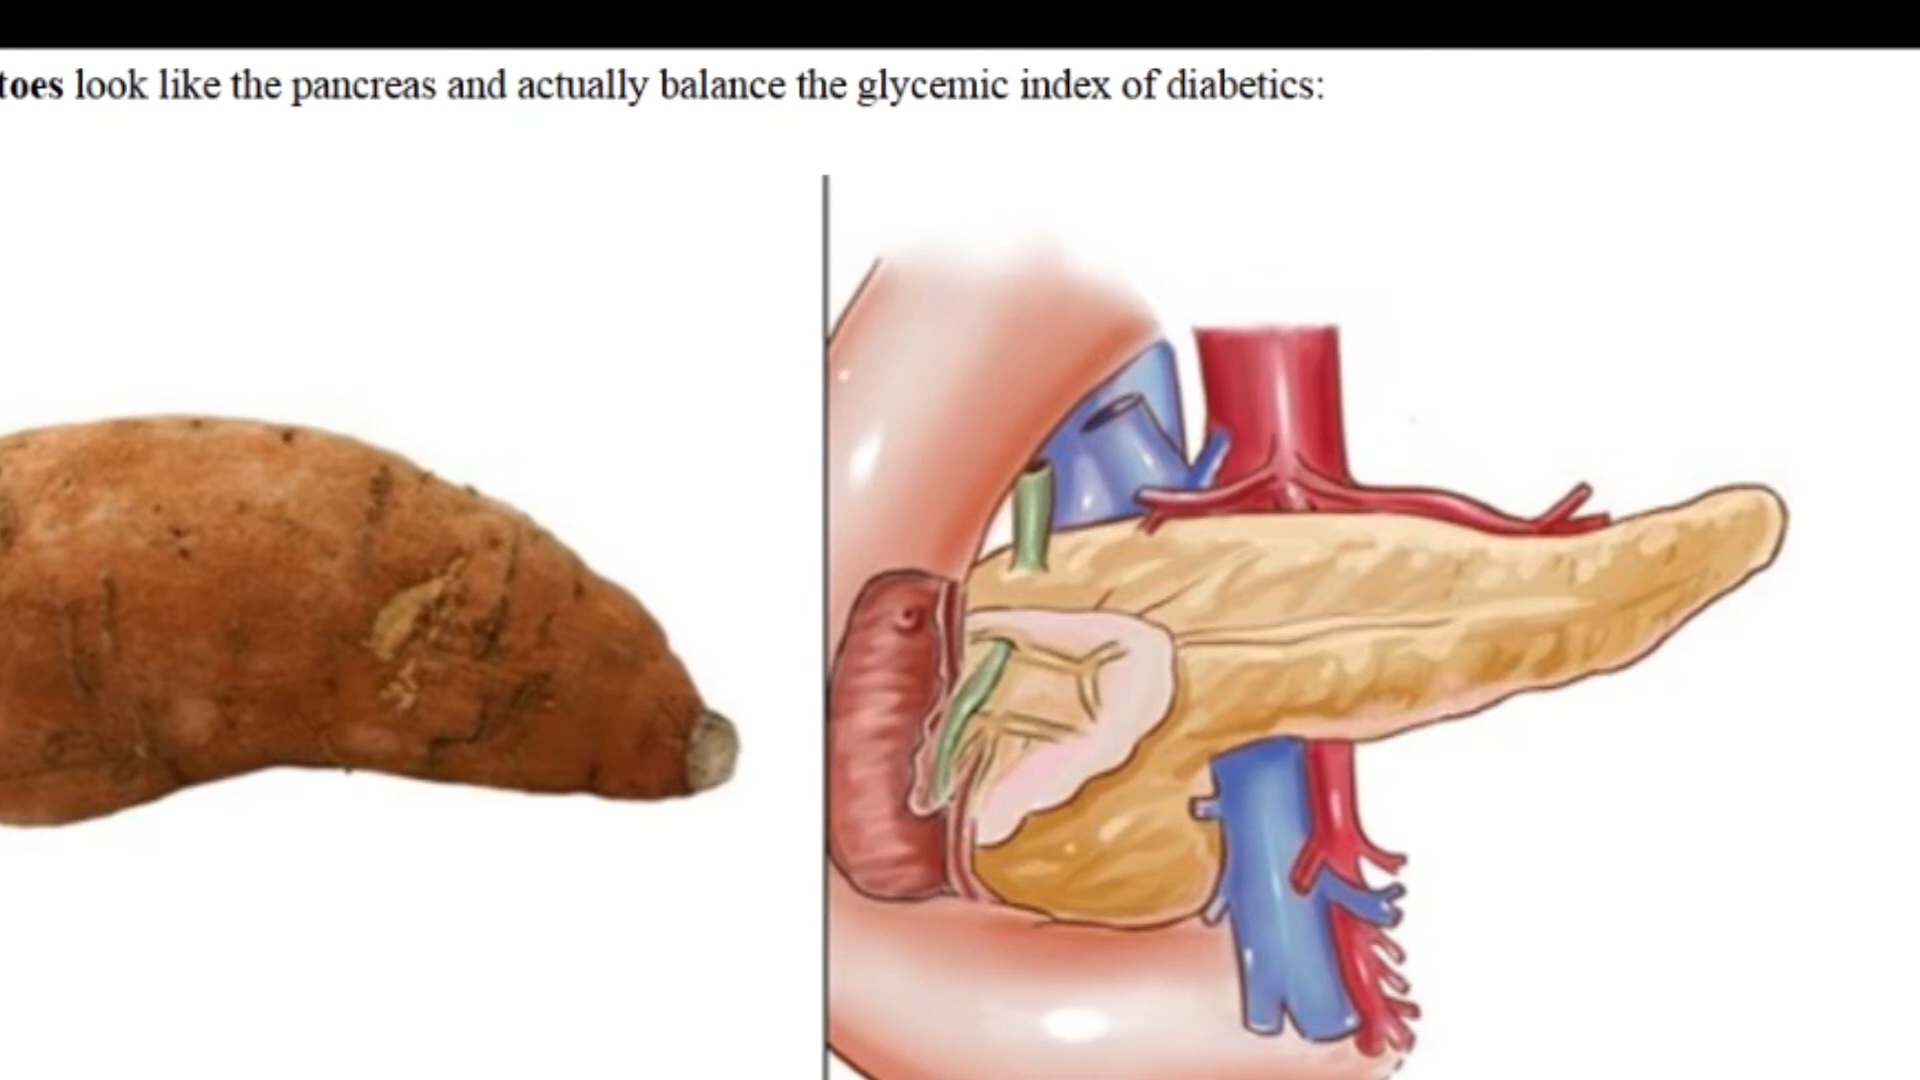 toes look like the pancreas and actually balance the glycemic index of diabetics: